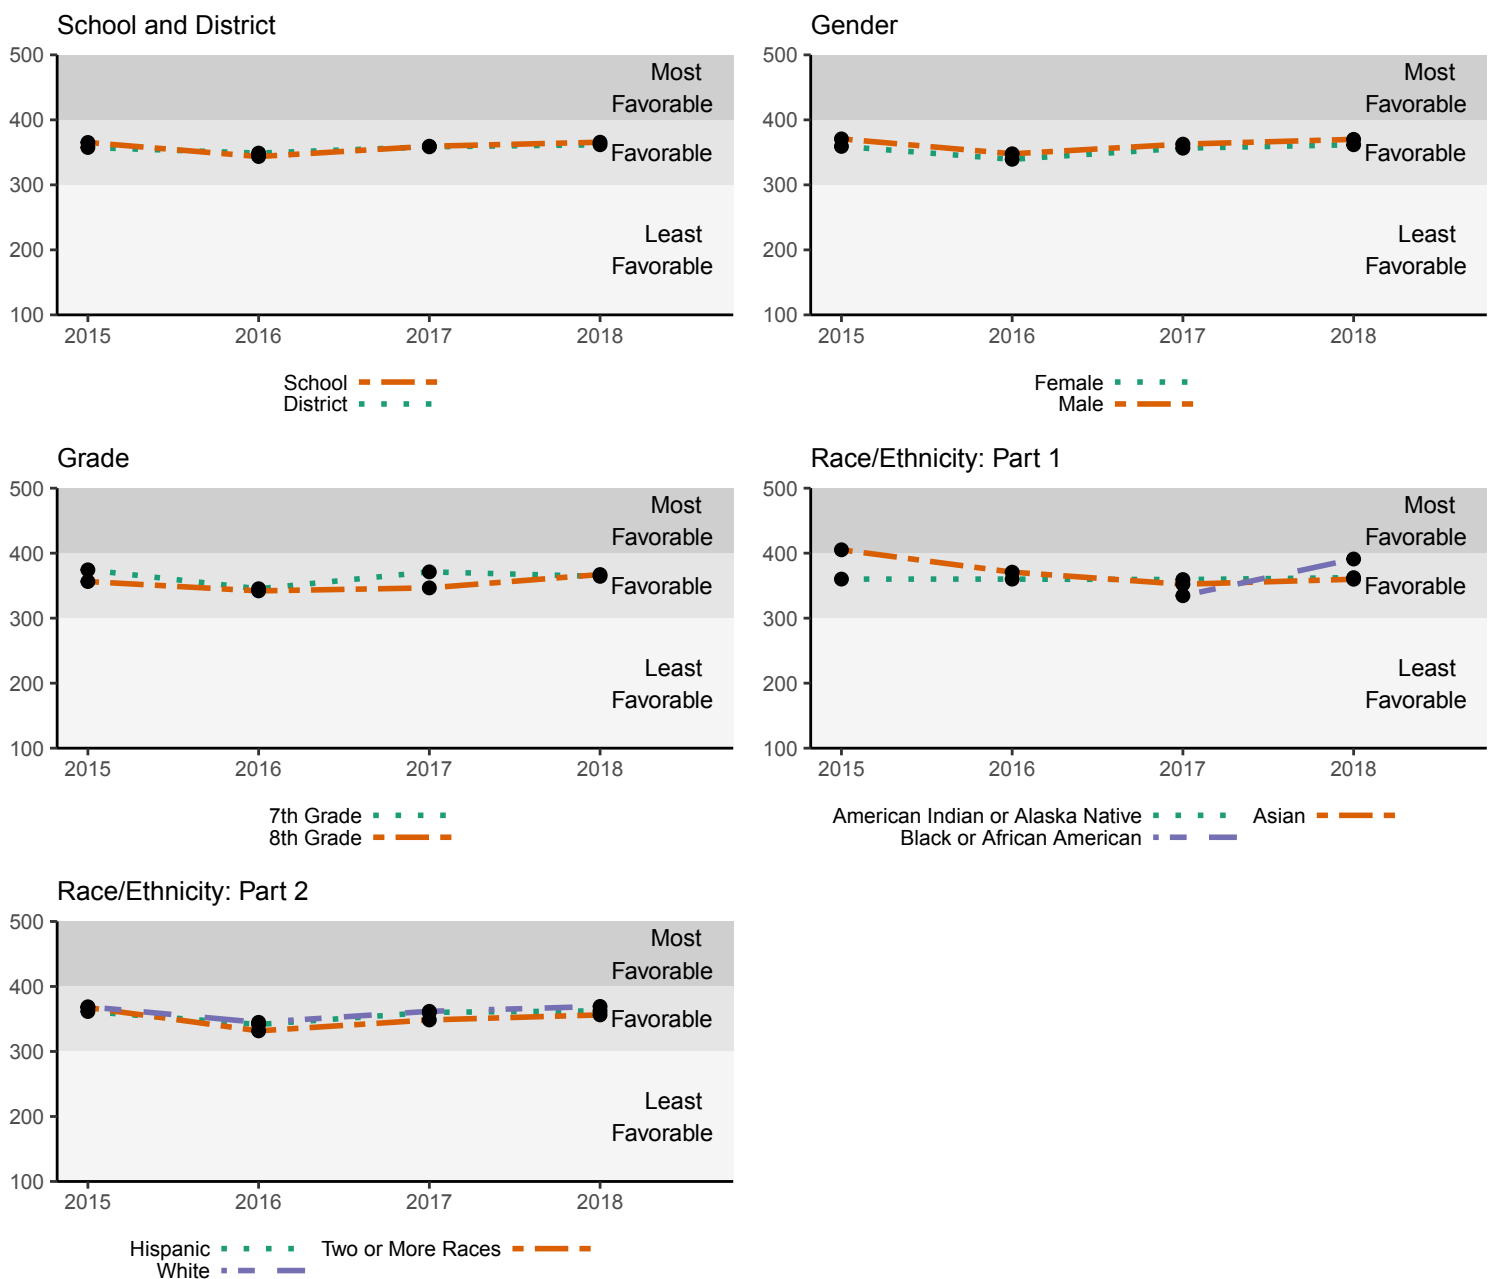 School and District
500
400
300
200
100
Most
Favorable
Favorable
Least
Favorable
2015 2016 2017 2018
School
District
Gender
500
400
300
200
100
Most
Favorable
Favorable
Least
Favorable
2015 2016 2017 2018
Female
Male
Grade
500
400
300
200
100
Most
Favorable
Favorable
Least
Favorable
2015 2016 2017 2018
7th Grade
8th Grade
Race/Ethnicity: Part 1
500
400
300
200
100
Most
Favorable
Favorable
Least
Favorable
2015 2016 2017 2018
American Indian or Alaska Native Asian
Black or African American
Race/Ethnicity: Part 2
500
400
300
200
100
Most
Favorable
Favorable
Least
Favorable
2015 2016 2017 2018
Hispanic Two or More Races
White